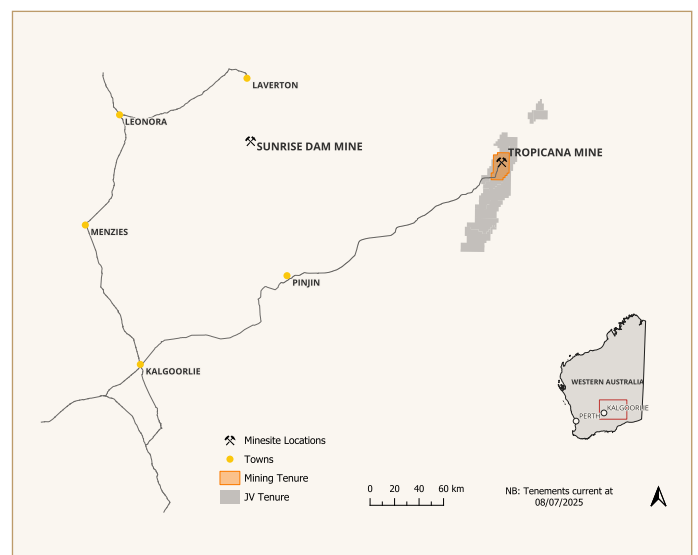 LAVERTON
LEONORA
SUNRISE DAM MINE
TROPICANA MINE
MENZIES
PINJIN
KALGOORLIE
WESTERN AUSTRALIA
KALGOORLIE
PERTH
Minesite Locations
Towns
Mining Tenure
JV Tenure
0 20 40 60 km
NB: Tenements current at
08/07/2025